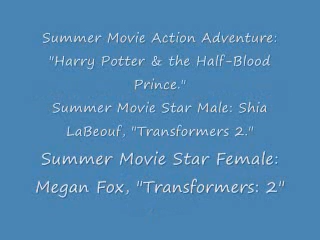 Summer Movie Action Adventure:
"Harry Potter & the Half-Blood
Prince."
Summer Movie Star Male: Shia
LaBeouf, "Transformers 2."
Summer Movie Star Female:
Megan Fox, "Transformers: 2"